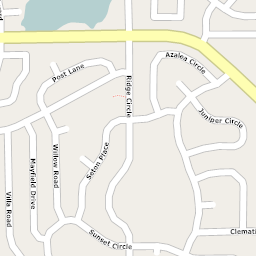 Post Lane
Azalea Circle
Ridge Circle
Juniper Circle
Seton Place
Willow Road
Mayfield Drive
Villa Road
Sunset Circle
Clemati